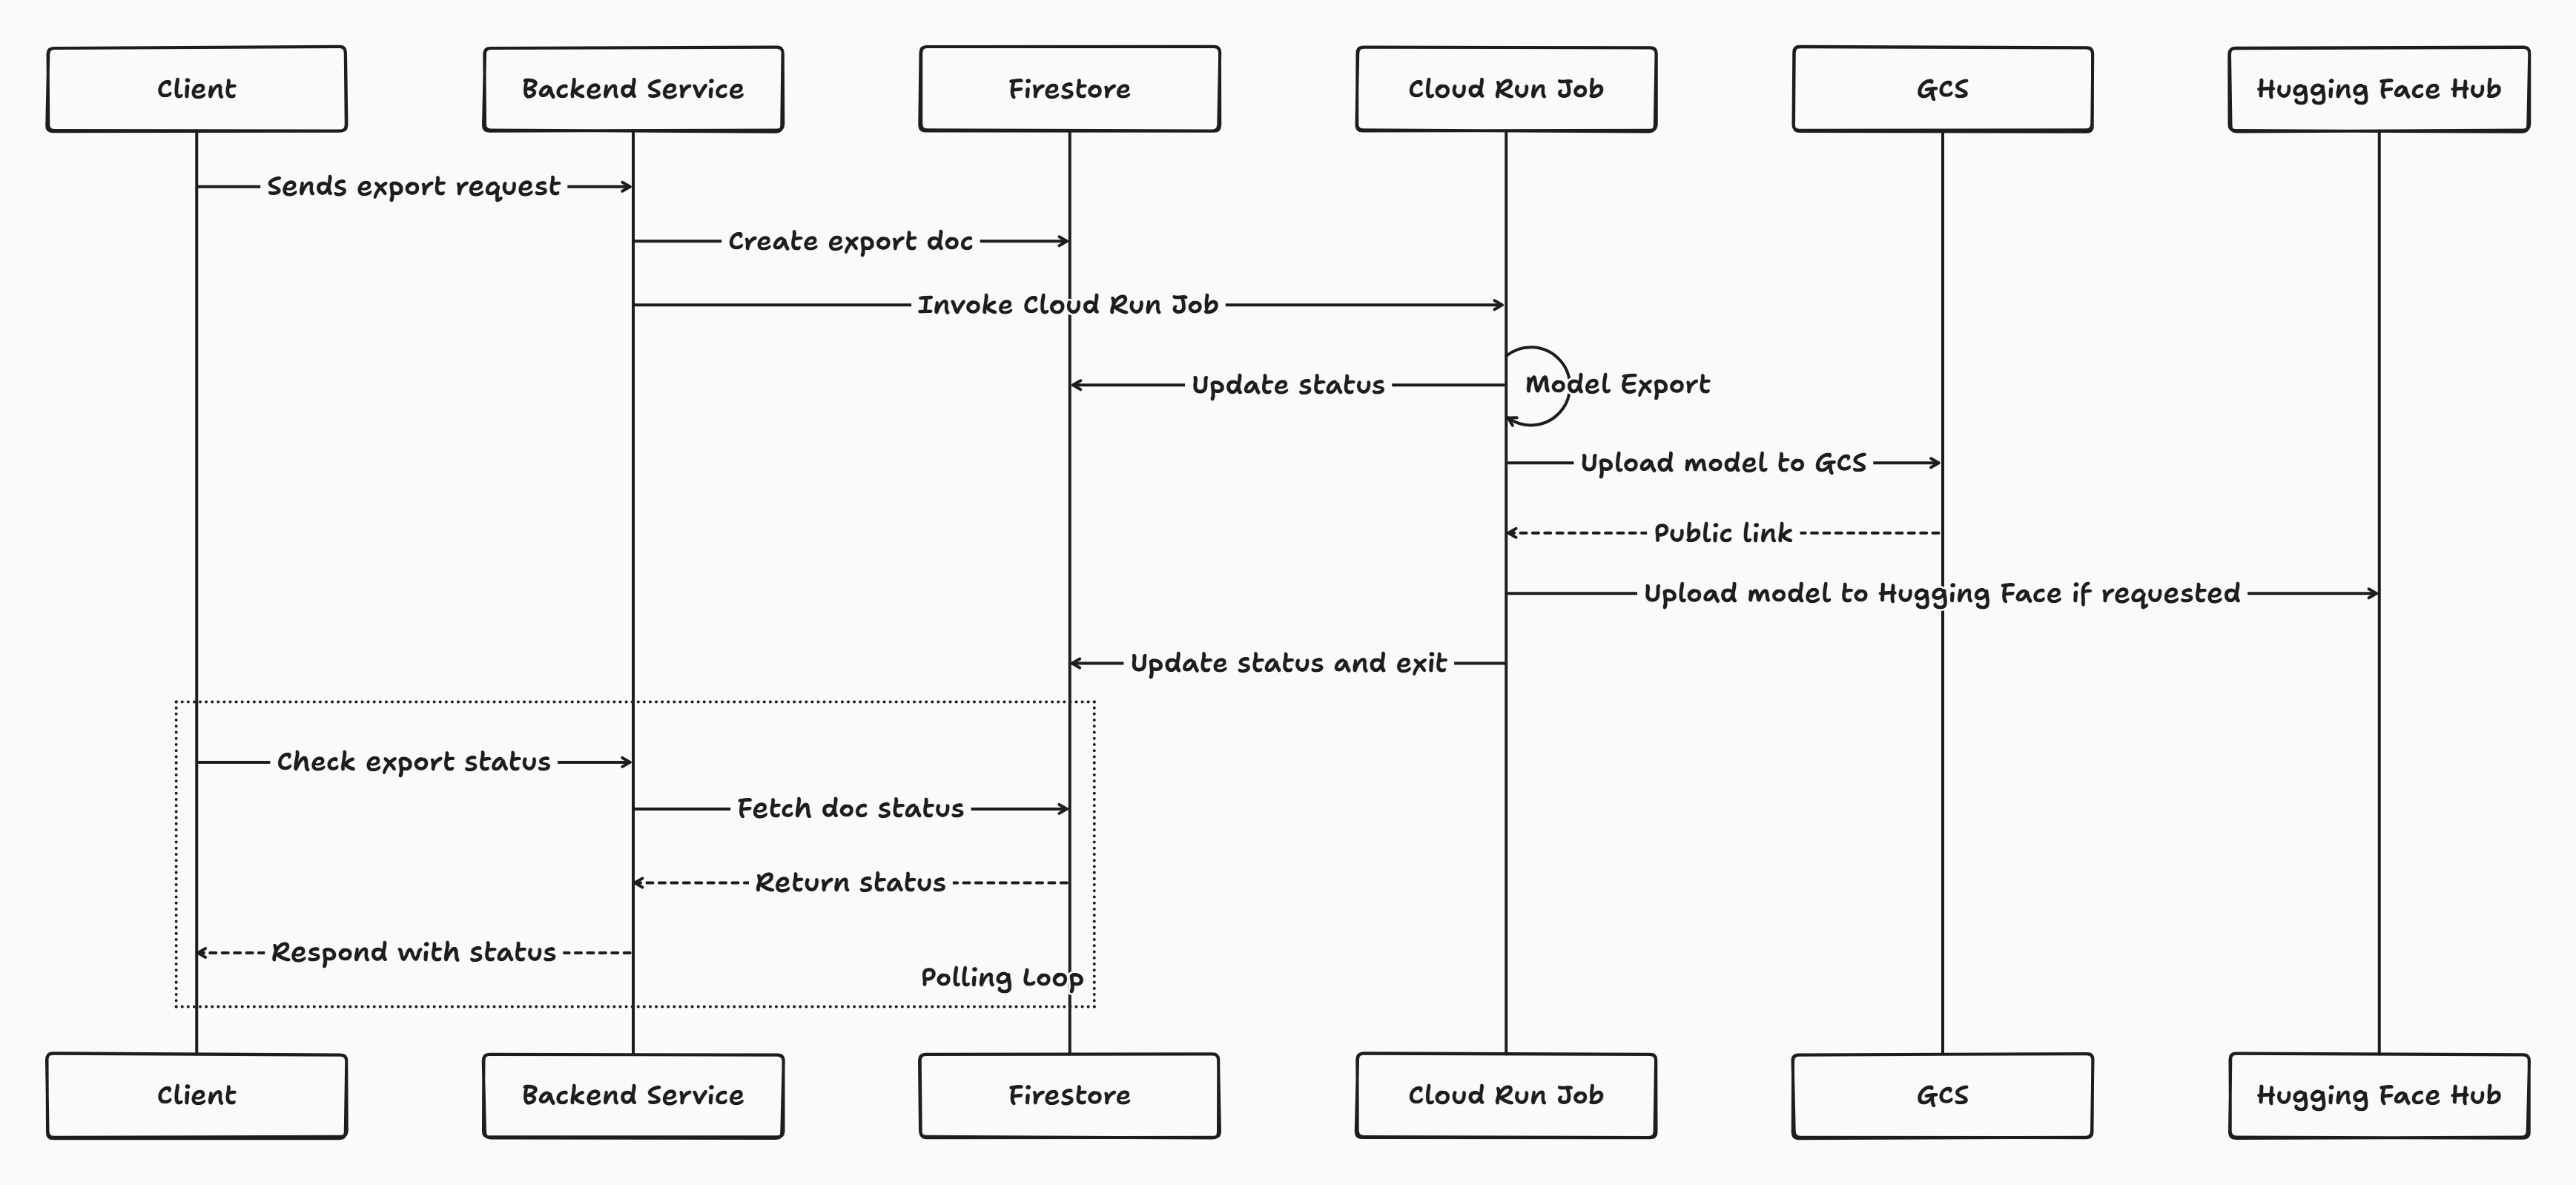 Client
Backend Service
Firestore
Cloud Run Job
GCS
Hugging Face Hub
Sends export request
Create export doc
Invoke Cloud Run Job
Update status
Model Export
Upload model to GCS
Public link
Upload model to Hugging Face if requested
Update status and exit
Check export status
Fetch doc status
Return status
Respond with status
Polling Loop
Client
Backend Service
Firestore
Cloud Run Job
GCS
Hugging Face Hub